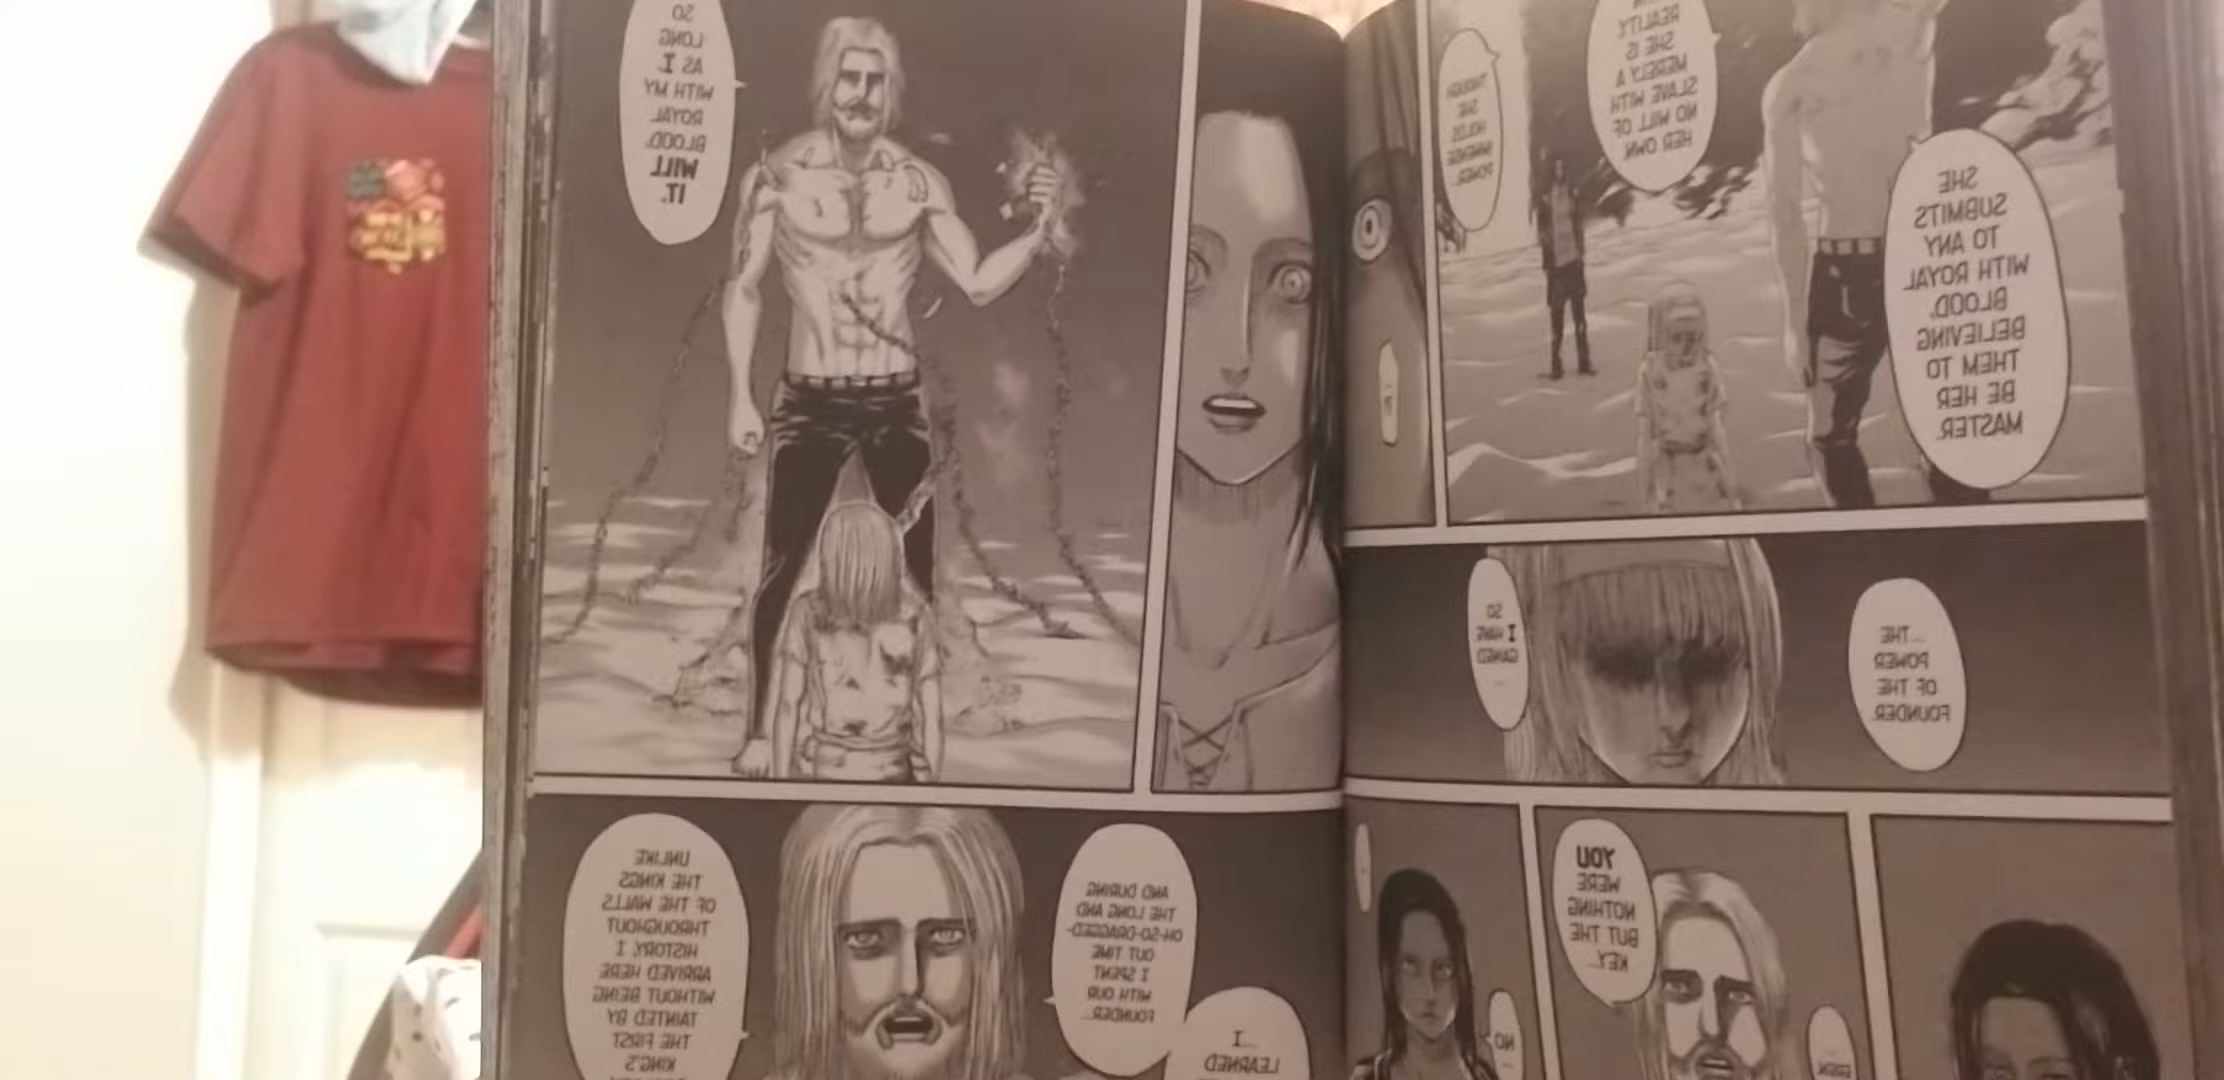 SO
LONG
AS I,
WITH MY
ROYAL
BLOOD,
WILL
IT.
UNLIKE
THE KINGS
OF THE WALLS
THROUGHOUT
HISTORY, I
ARRIVED HERE
WITHOUT BEING
TAINTED BY
THE FIRST
KING'S
AND DURING
THE LONG AND
OH-SO-DRAGGED-
OUT TIME
I SPENT
WITH OUR
FOUNDER...
...I
LEARNED
THOUGH
SHE
HOLDS
IMMENSE
POWER...
REALITY,
SHE IS
MERELY A
SLAVE WITH
NO WILL OF
HER OWN.
SHE
SUBMITS
TO ANY
WITH ROYAL
BLOOD,
BELIEVING
THEM TO
BE HER
MASTER.
SO
I HAVE
GAINED
...
...THE
POWER
OF THE
FOUNDER.
NO
YOU
WERE
NOTHING
BUT THE
KEY...
EREN